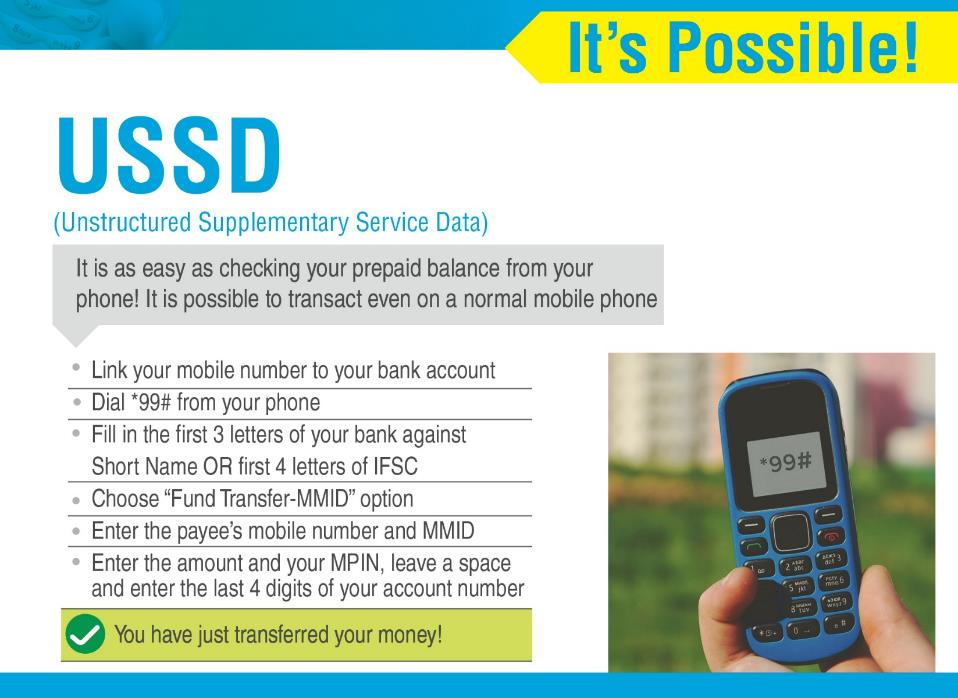 It's Possible!
USSD
(Unstructured Supplementary Service Data)
It is as easy as checking your prepaid balance from your
phone! It is possible to transact even on a normal mobile phone
• Link your mobile number to your bank account
• Dial *99# from your phone
• Fill in the first 3 letters of your bank against
Short Name OR first 4 letters of IFSC
• Choose “Fund Transfer-MMID” option
• Enter the payee's mobile number and MMID
• Enter the amount and your MPIN, leave a space
and enter the last 4 digits of your account number
You have just transferred your money!
*99#